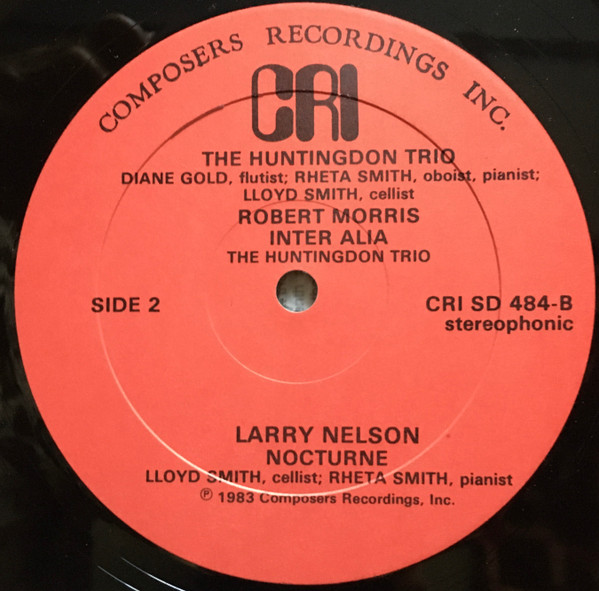 COMPOSERS RECORDINGS INC.
CRI
THE HUNTINGDON TRIO
DIANE GOLD, flutist; RHETA SMITH, oboist, pianist;
LLOYD SMITH, cellist
ROBERT MORRIS
INTER ALIA
THE HUNTINGDON TRIO
SIDE 2
CRI SD 484-B
stereophonic
LARRY NELSON
NOCTURNE
LLOYD SMITH, cellist; RHETA SMITH, pianist
℗ 1983 Composers Recordings, Inc.